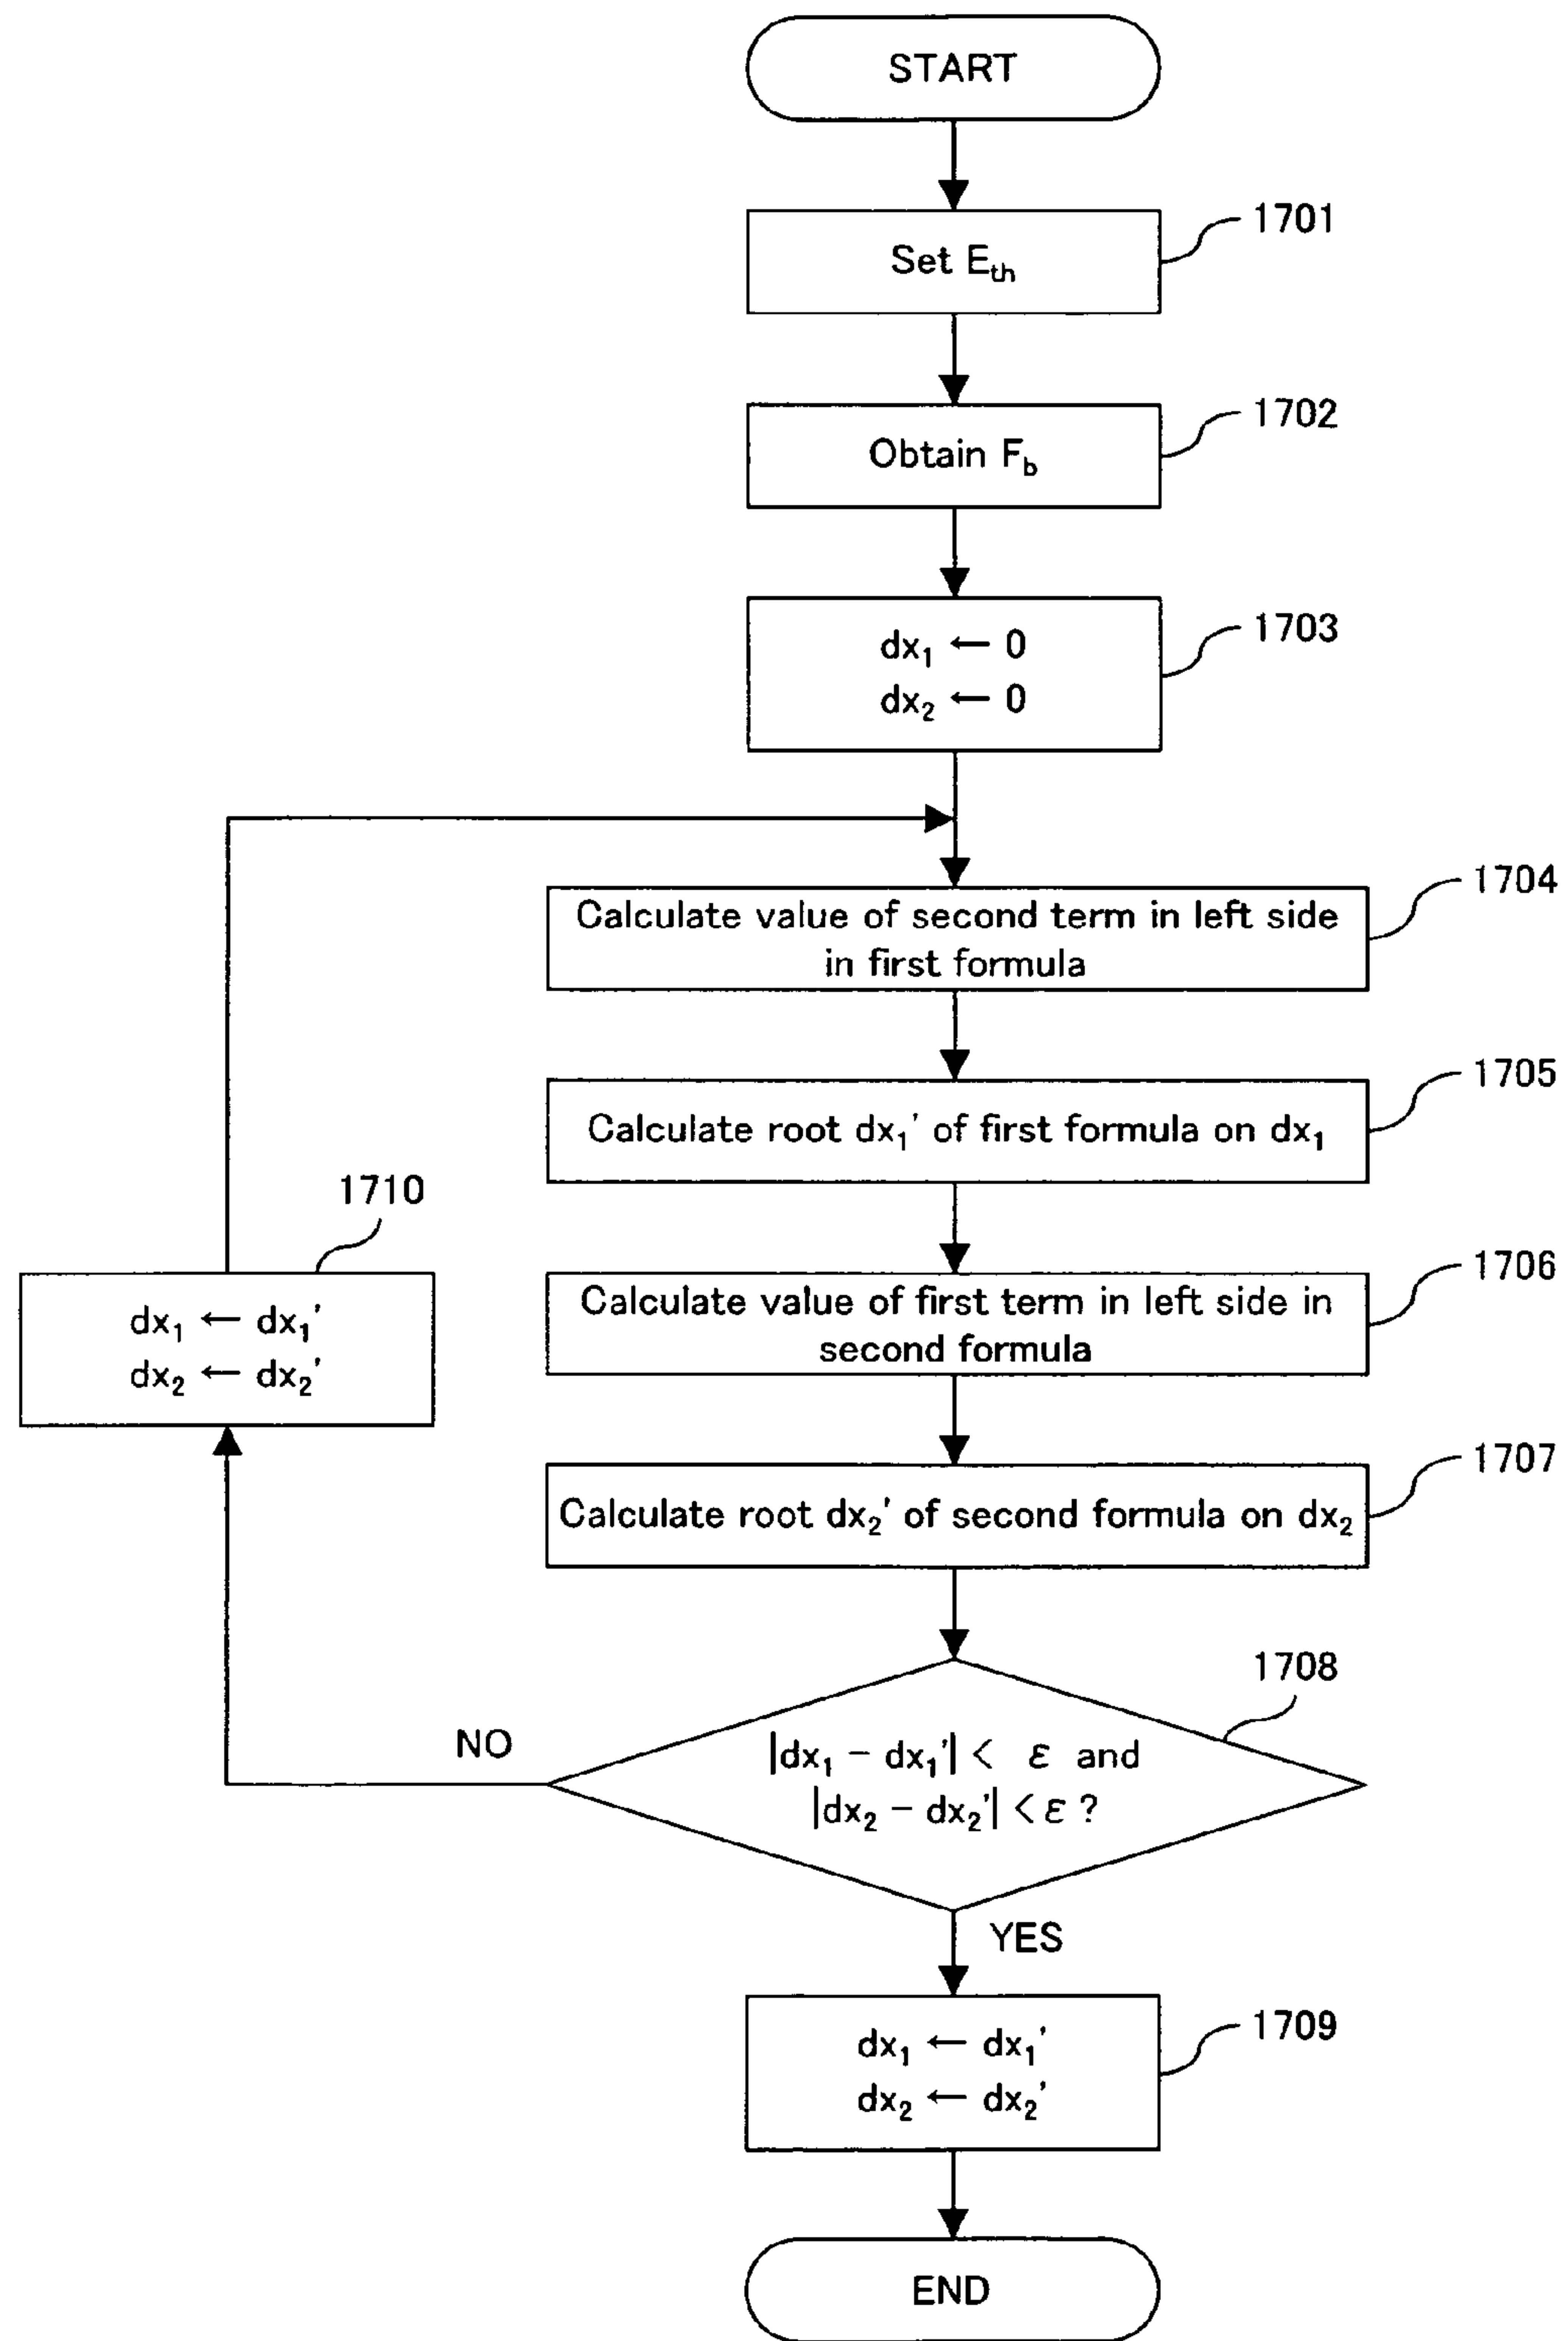 START
1701
Set Eth
1702
Obtain Fb
1703
dx₁ ← 0
dx₂ ← 0
1704
Calculate value of second term in left side
in first formula
1705
Calculate root dx₁' of first formula on dx₁
1710
dx₁ ← dx₁'
dx₂ ← dx₂'
1706
Calculate value of first term in left side in
second formula
1707
Calculate root dx₂' of second formula on dx₂
1708
NO
|dx₁ − dx₁'| < ε and
|dx₂ − dx₂'| < ε ?
YES
1709
dx₁ ← dx₁'
dx₂ ← dx₂'
END